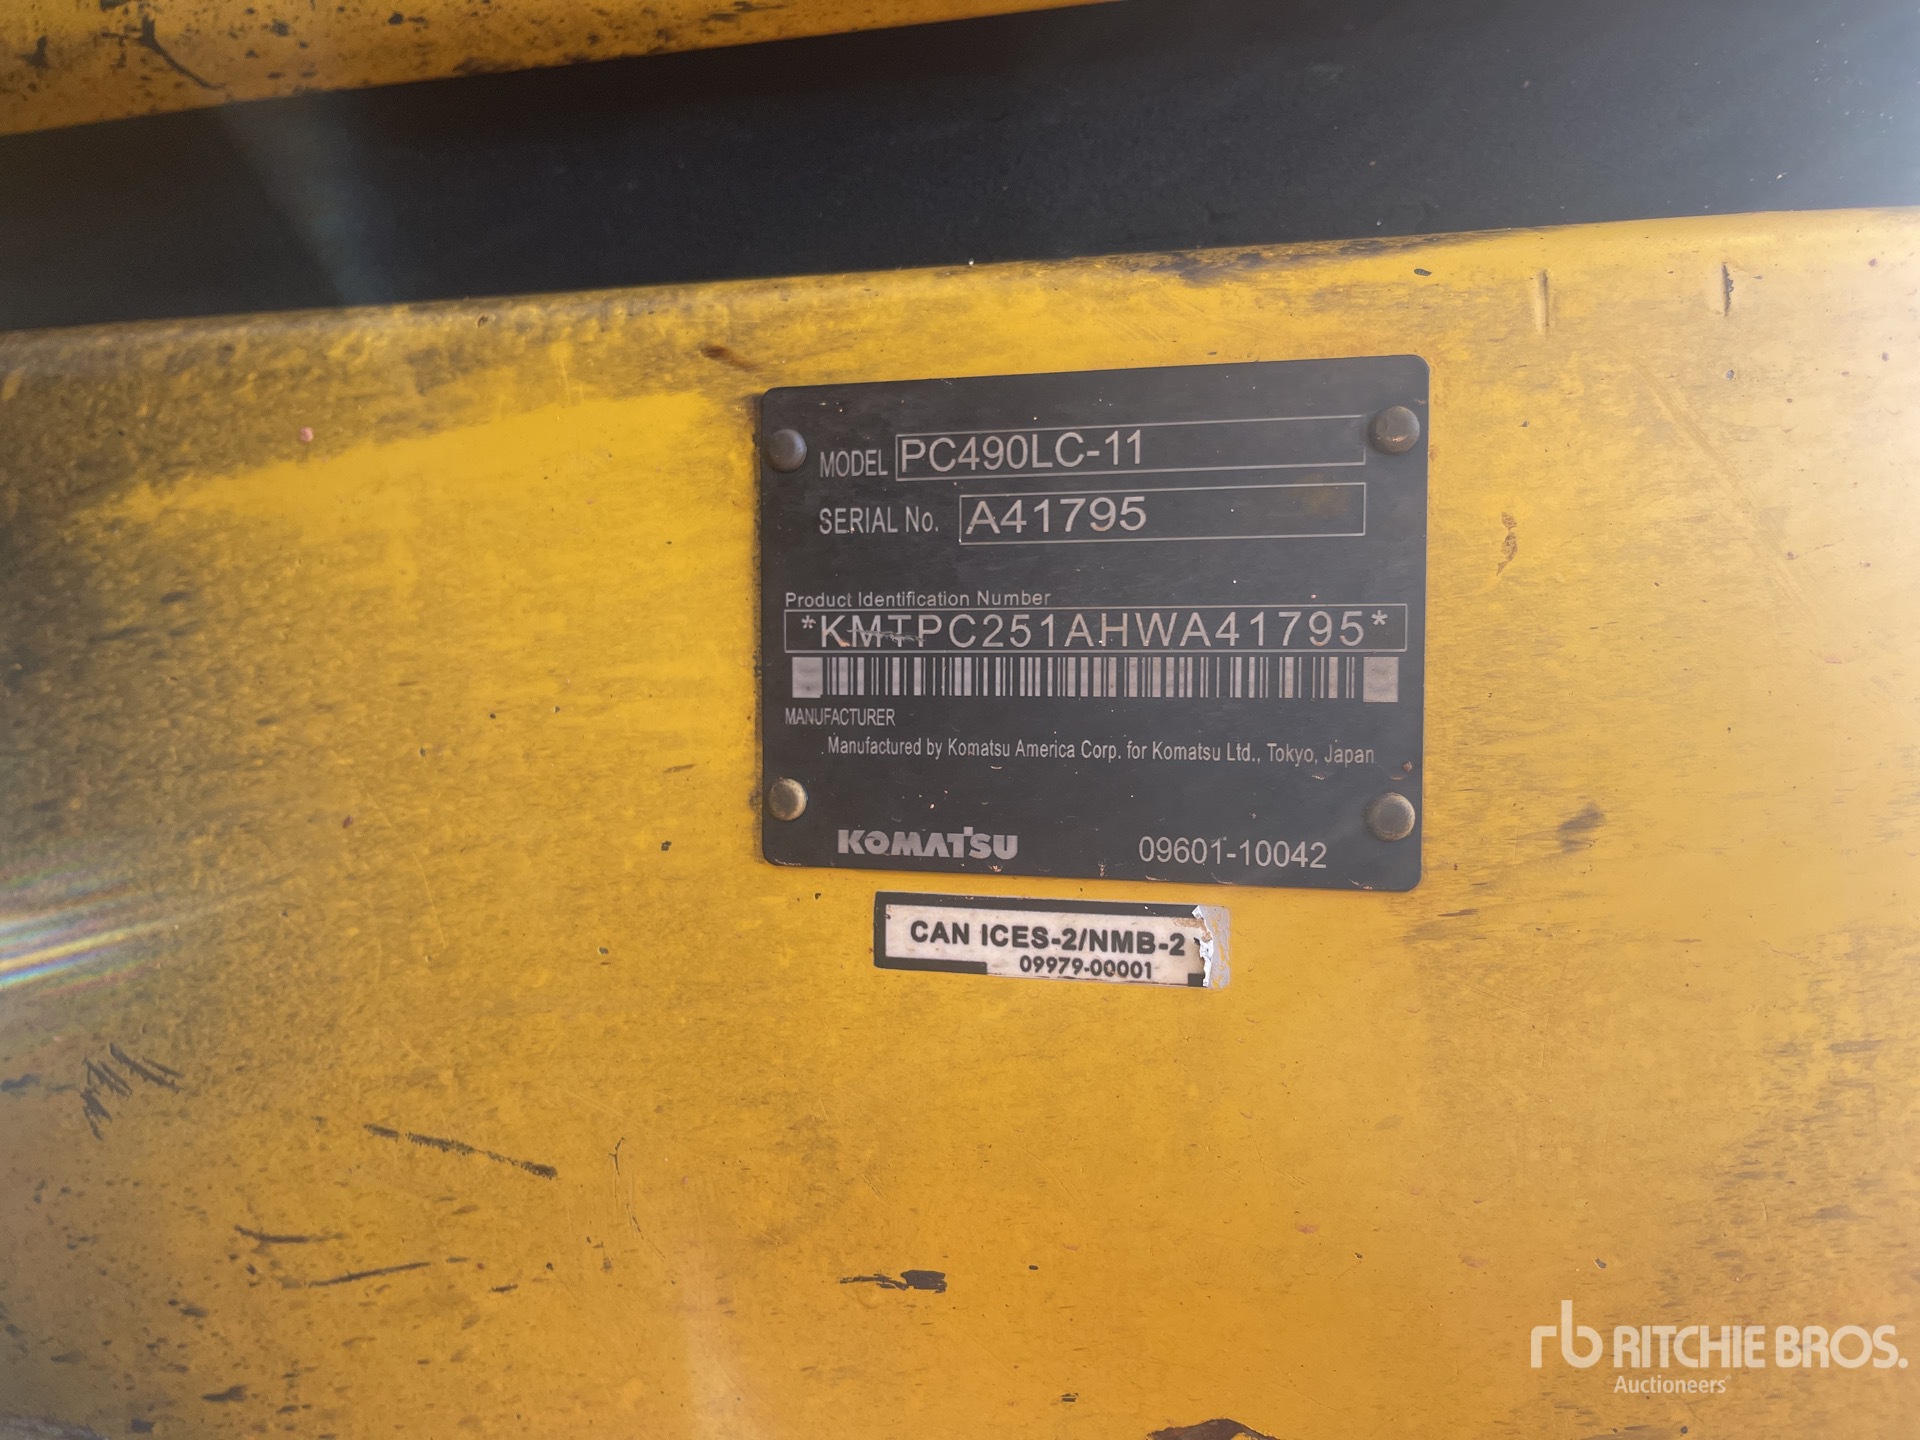 MODEL PC490LC-11
SERIAL No. A41795
Product Identification Number
*KMTPC251AHWA41795*
MANUFACTURER
Manufactured by Komatsu America Corp. for Komatsu Ltd., Tokyo, Japan
KOMATSU 09601-10042
CAN ICES-2/NMB-2
09979-00001
rb RITCHIE BROS.
Auctioneers